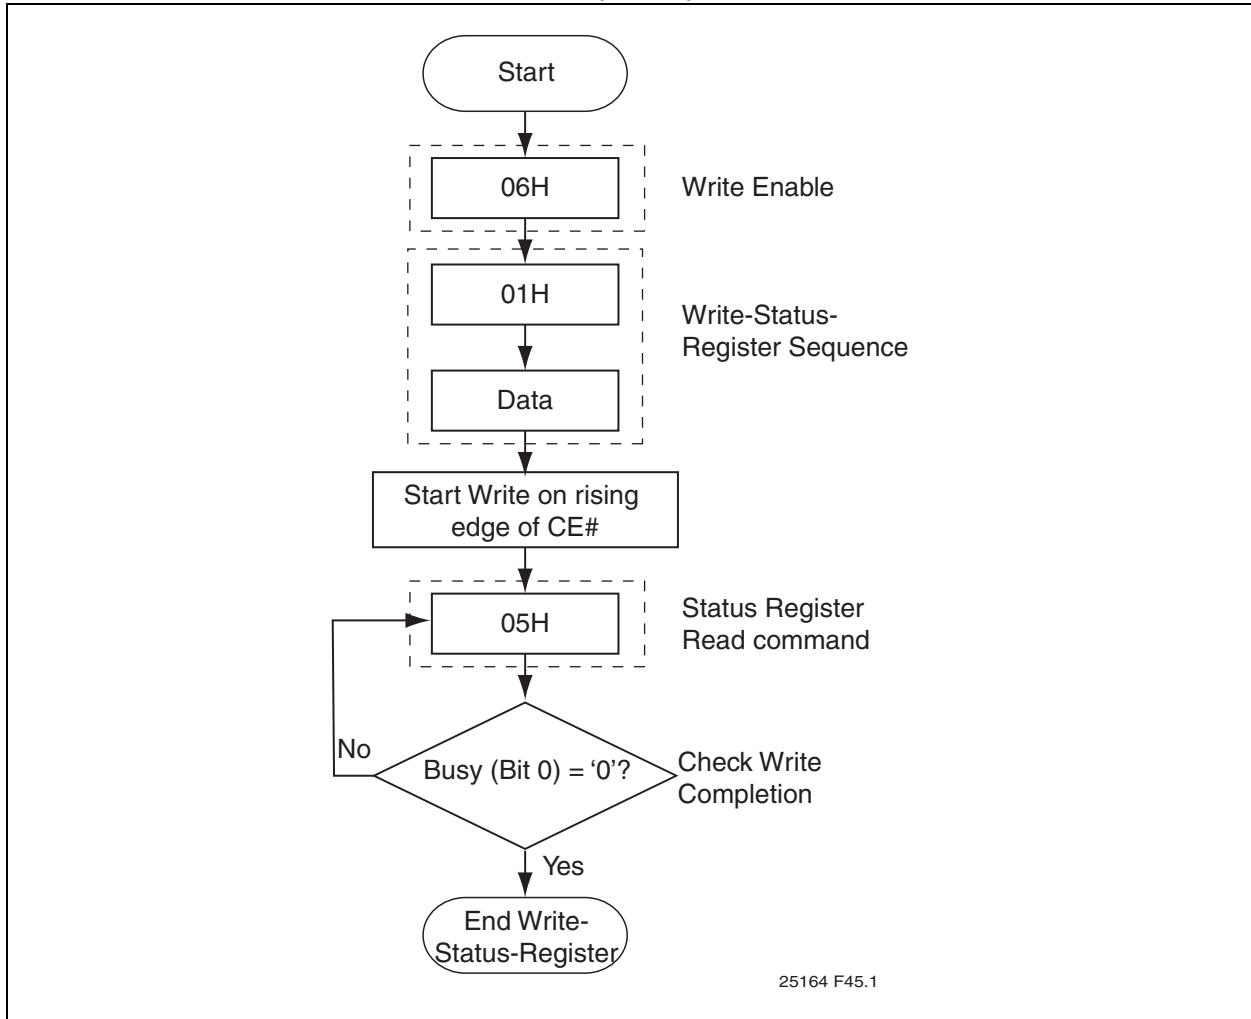 Start
06H
Write Enable
01H
Write-Status-
Register Sequence
Data
Start Write on rising
edge of CE#
05H
Status Register
Read command
No
Busy (Bit 0) = ‘0’?
Check Write
Completion
Yes
End Write-
Status-Register
25164 F45.1